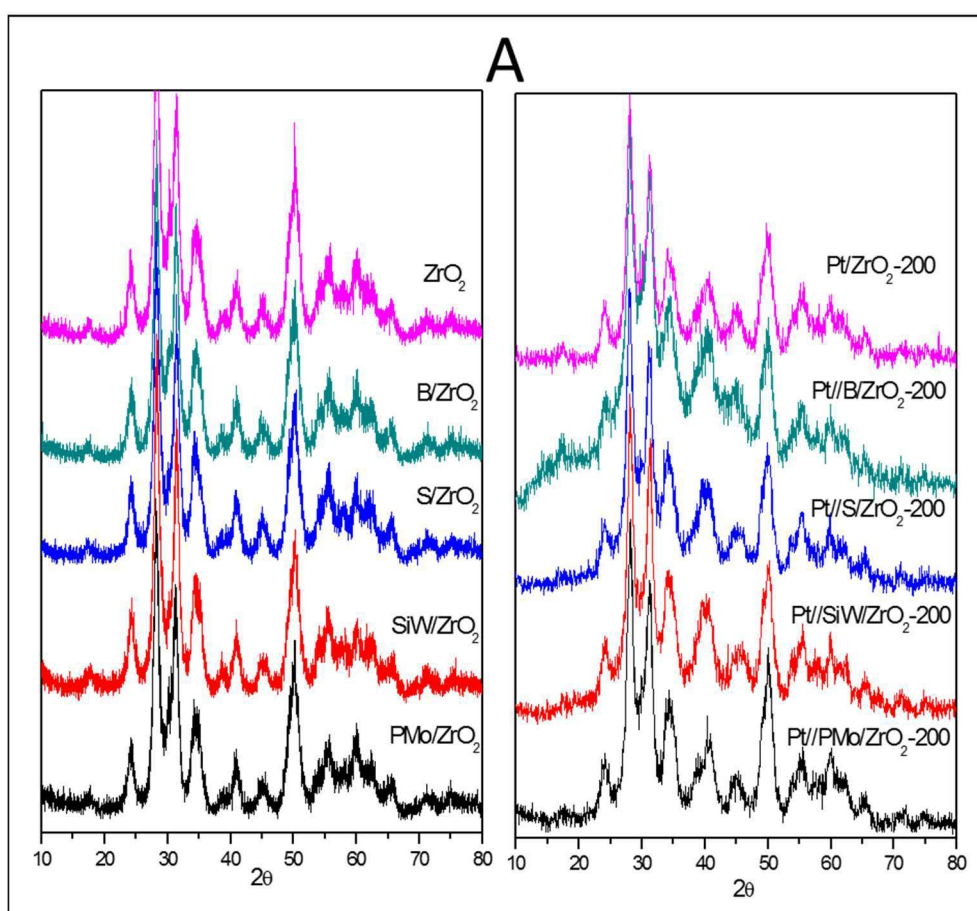 A
ZrO2
B/ZrO2
S/ZrO2
SiW/ZrO2
PMo/ZrO2
10 20 30 40 50 60 70 80
2θ
Pt/ZrO2-200
Pt//B/ZrO2-200
Pt//S/ZrO2-200
Pt//SiW/ZrO2-200
Pt//PMo/ZrO2-200
10 20 30 40 50 60 70 80
2θ